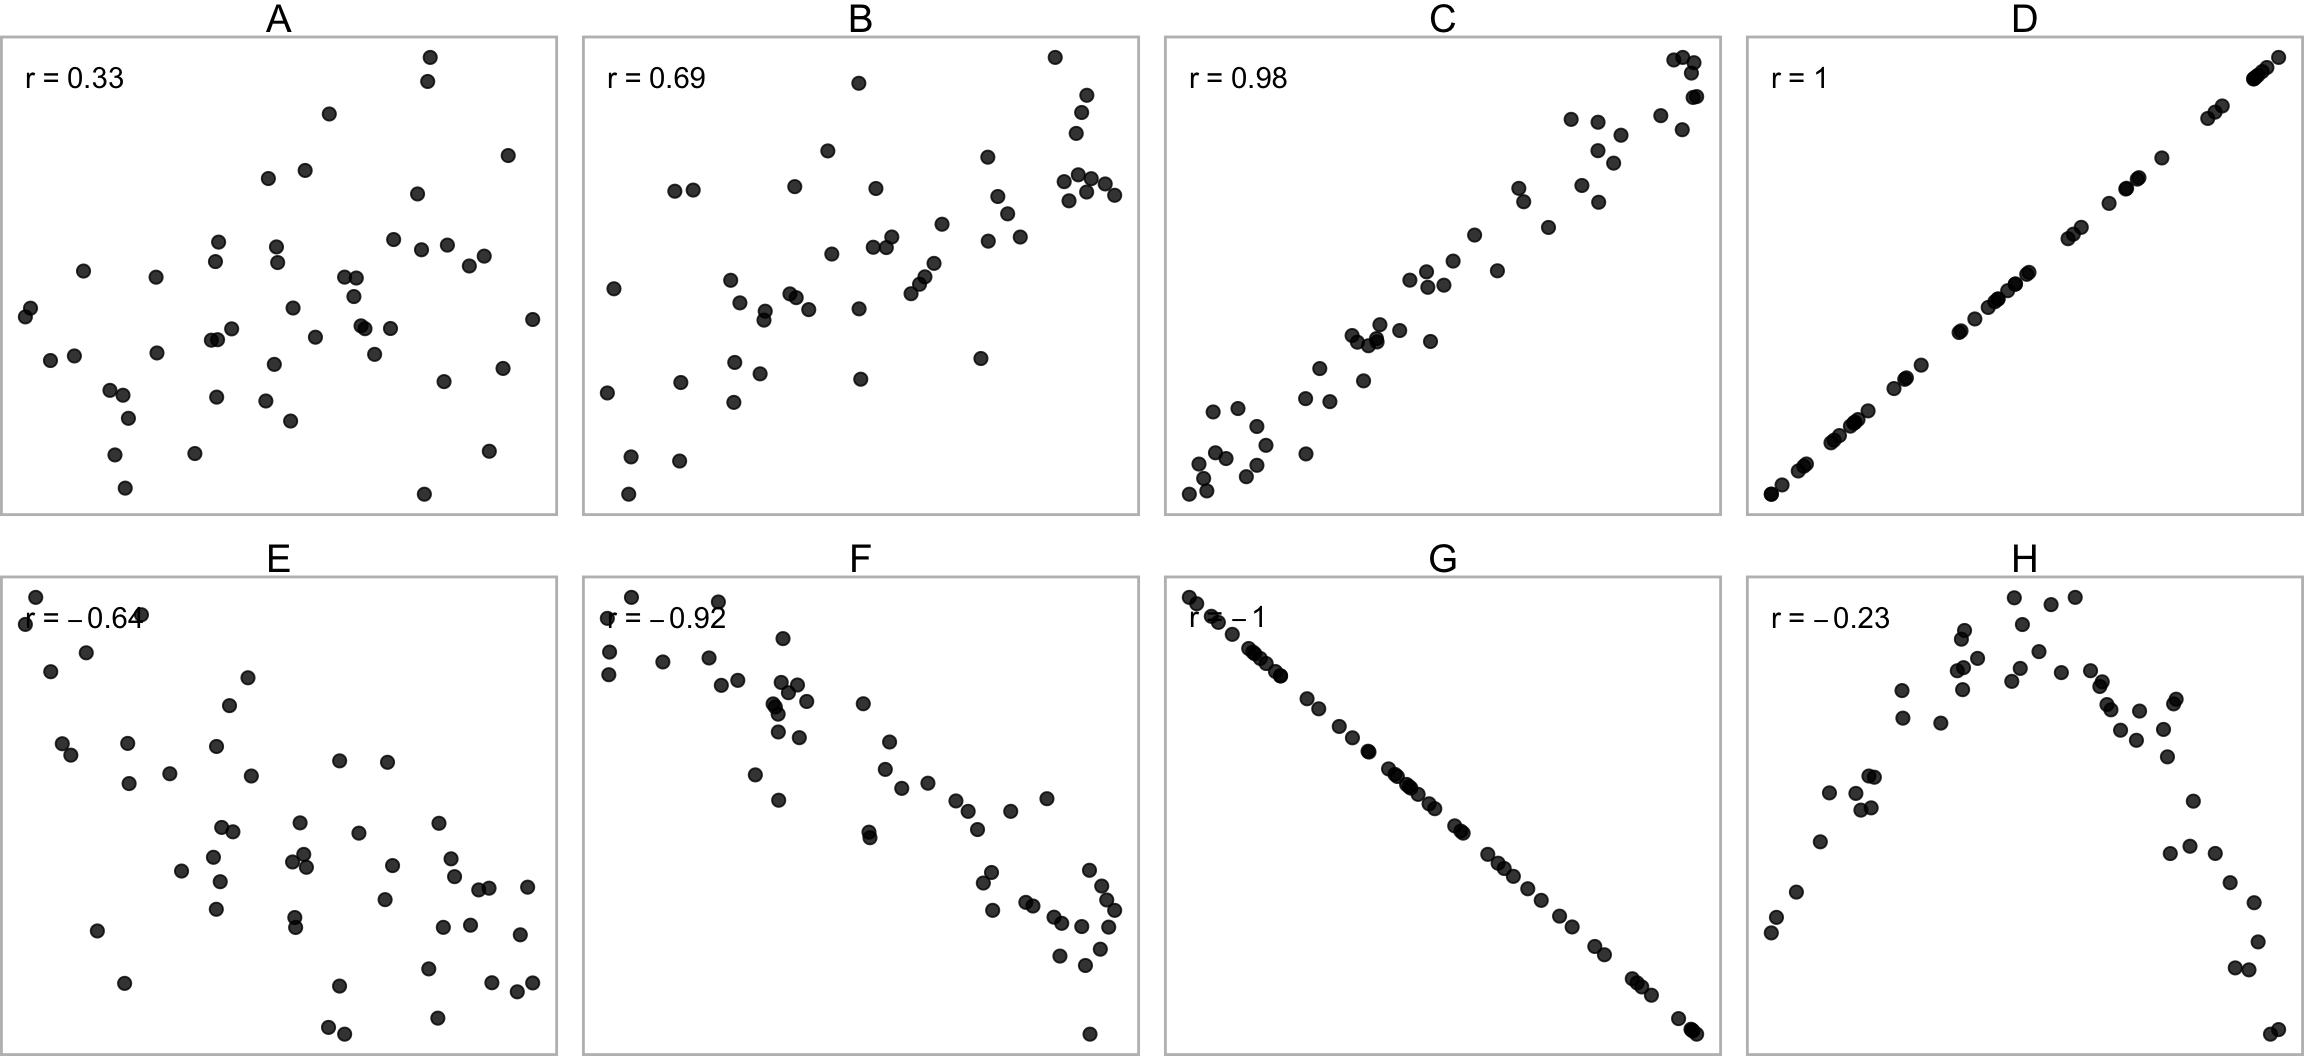 A
B
C
D
r = 0.33
r = 0.69
r = 0.98
r = 1
E
F
G
H
r = −0.64
r = −0.92
r = −1
r = −0.23